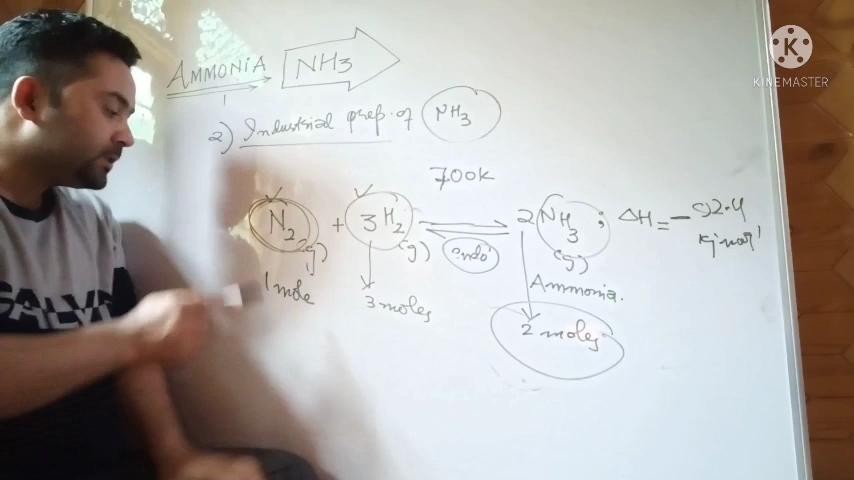 AMMONIA NH3
2) Industrial prep. of NH3
700K
N2(g) + 3H2(g) ⇌ 2NH3(g) ; ΔH = -92.4 kj mol-1
endo
1 mole 3 moles Ammonia.
2 moles
KINEMASTER
SALV